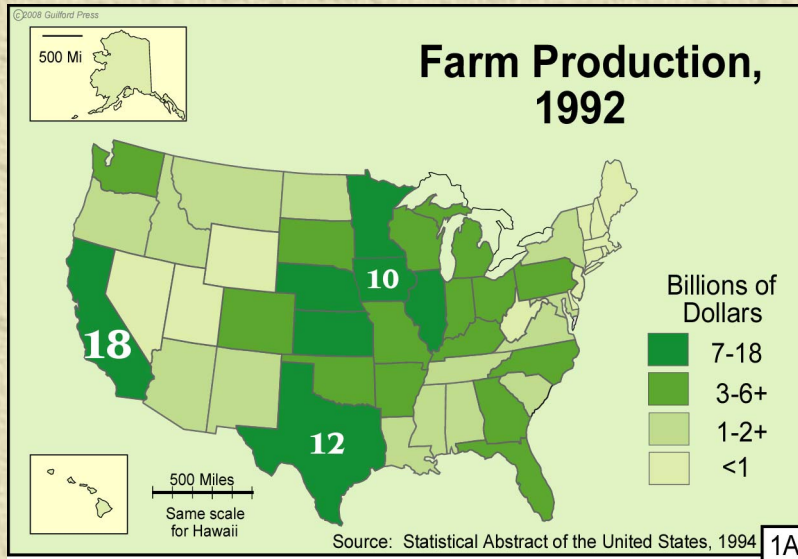 ©2008 Guilford Press
500 Mi
Farm Production,
1992
10
18
12
Billions of
Dollars
7-18
3-6+
1-2+
<1
500 Miles
Same scale
for Hawaii
Source: Statistical Abstract of the United States, 1994
1A